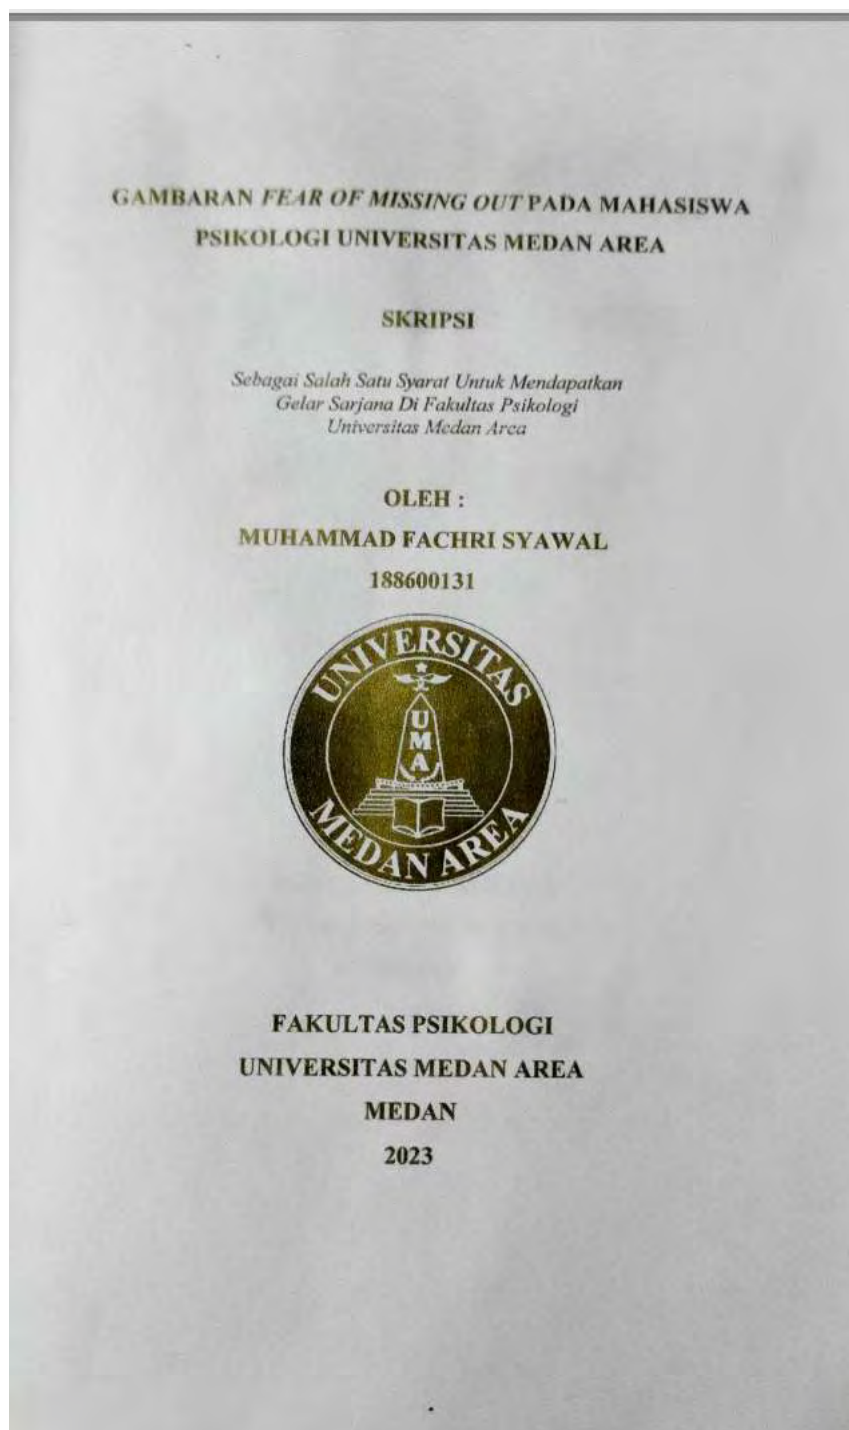 GAMBARAN FEAR OF MISSING OUT PADA MAHASISWA
PSIKOLOGI UNIVERSITAS MEDAN AREA
SKRIPSI
Sebagai Salah Satu Syarat Untuk Mendapatkan
Gelar Sarjana Di Fakultas Psikologi
Universitas Medan Area
OLEH :
MUHAMMAD FACHRI SYAWAL
188600131
UNIVERSITAS
UMA
MEDAN AREA
FAKULTAS PSIKOLOGI
UNIVERSITAS MEDAN AREA
MEDAN
2023